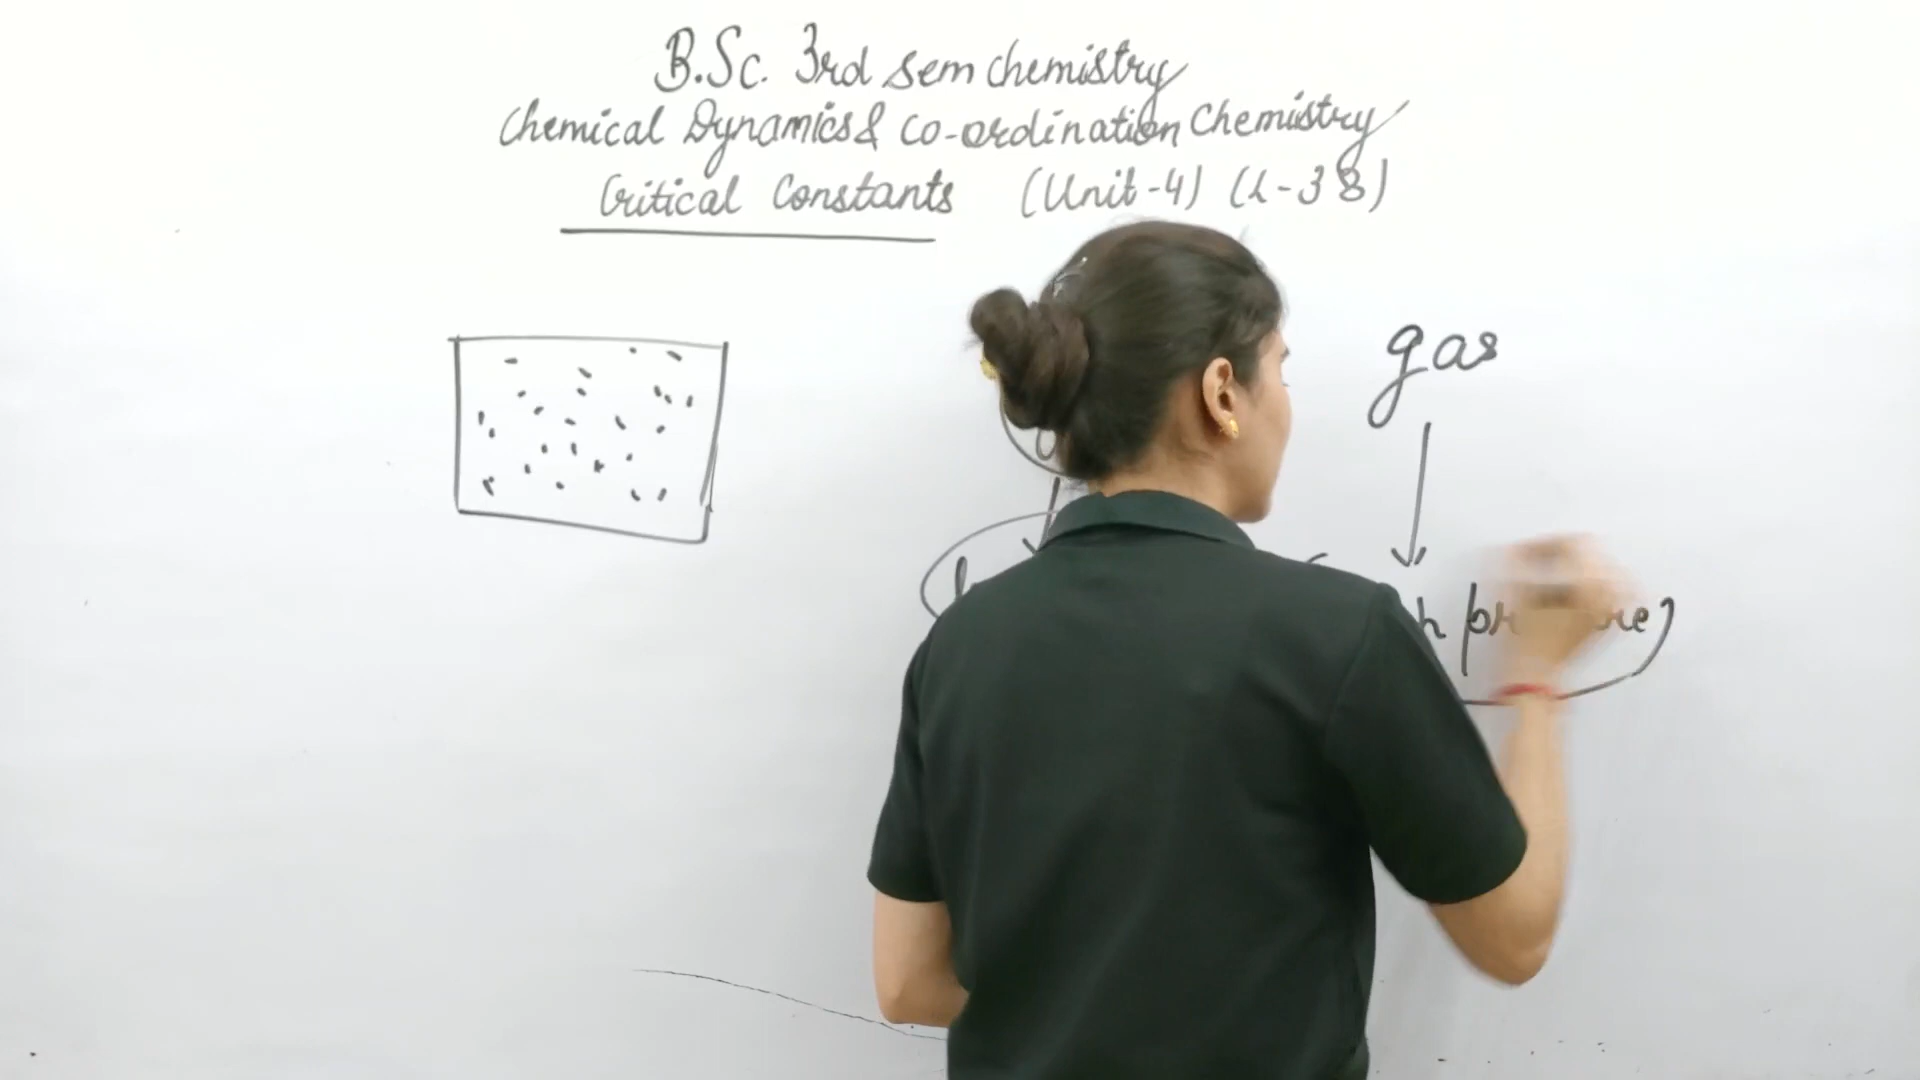 B.Sc. 3rd sem chemistry
Chemical Dynamics & Co-ordination Chemistry
Critical Constants (Unit-4) (L-38)
gas